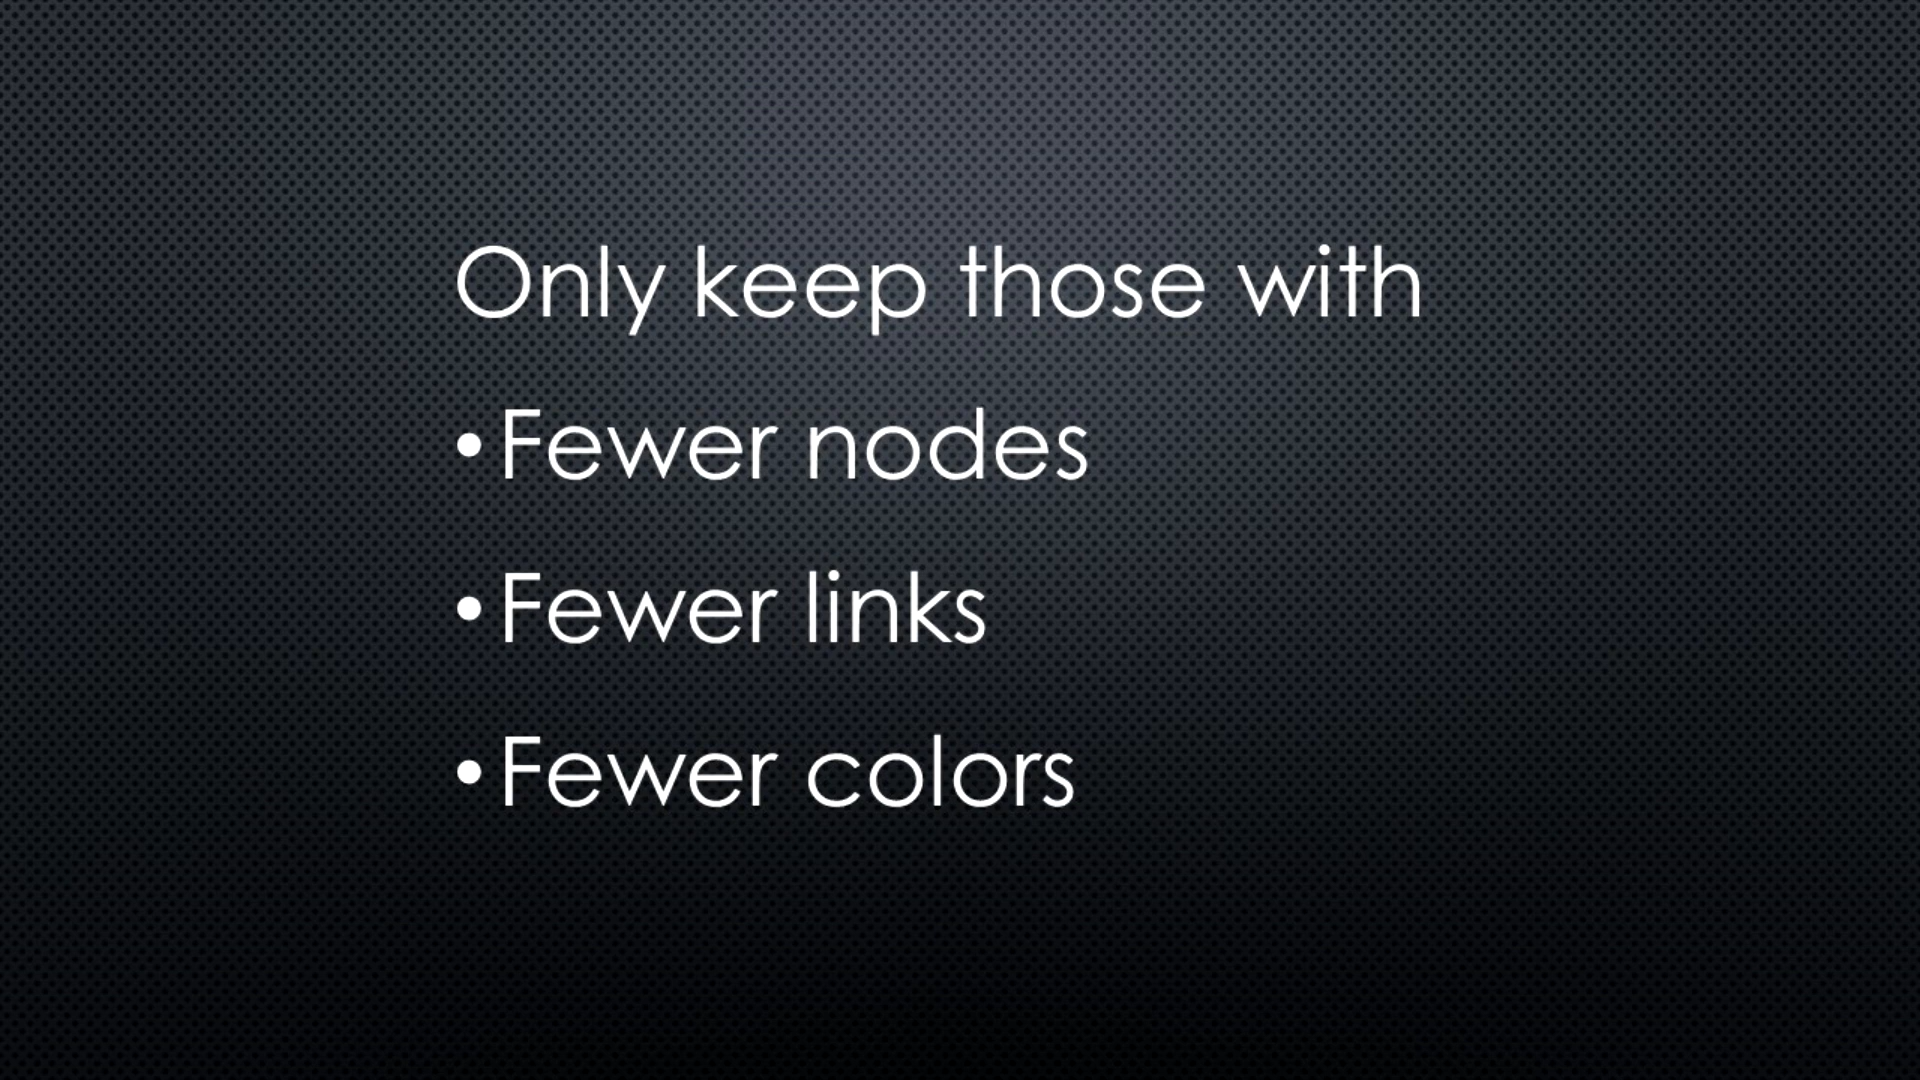 Only keep those with
• Fewer nodes
• Fewer links
• Fewer colors